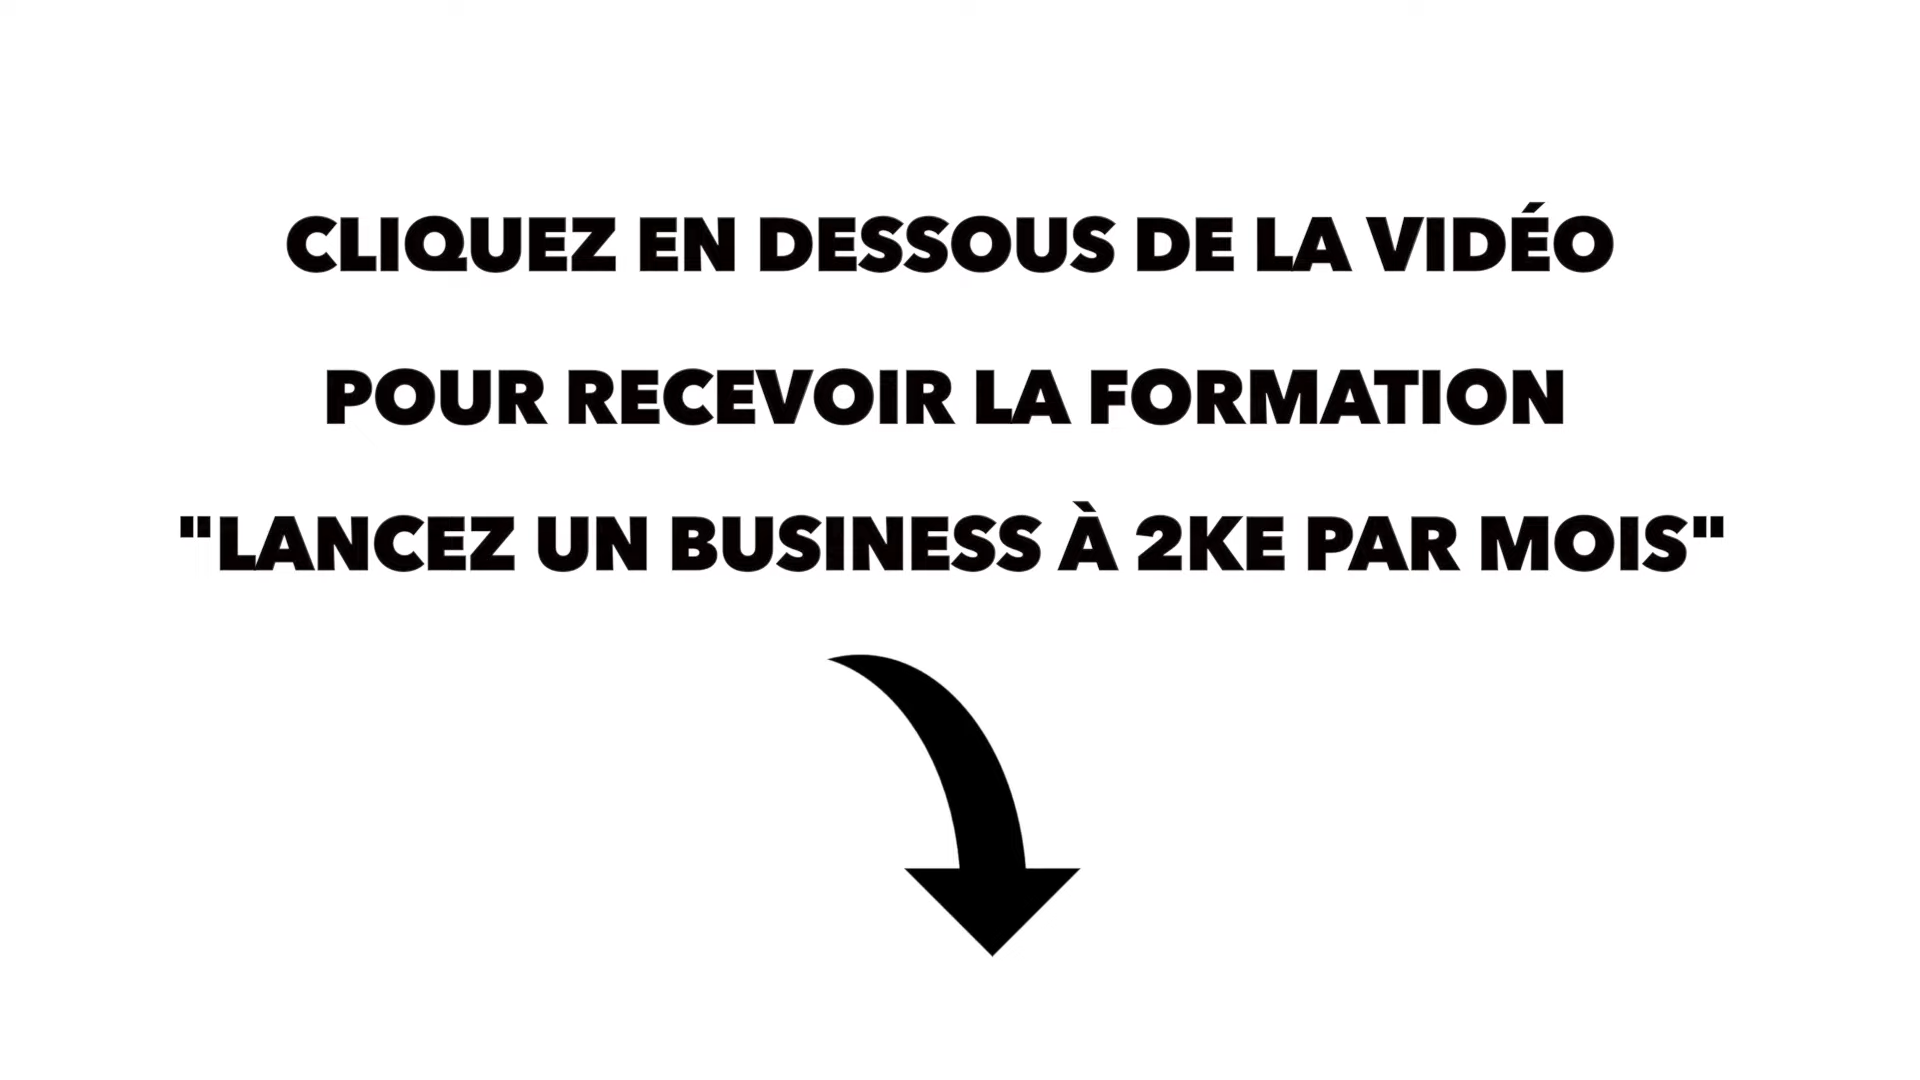 CLIQUEZ EN DESSOUS DE LA VIDÉO
POUR RECEVOIR LA FORMATION
"LANCEZ UN BUSINESS À 2KE PAR MOIS"